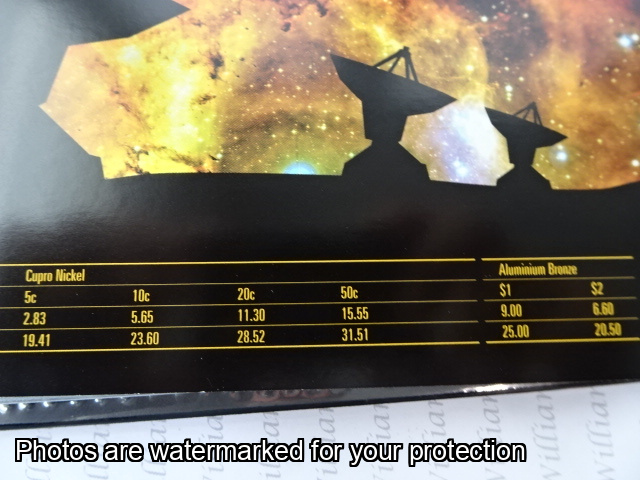 Cupro Nickel Aluminium Bronze
5c 10c 20c 50c $1 $2
2.83 5.65 11.30 15.55 9.00 6.60
19.41 23.60 28.52 31.51 25.00 20.50
Photos are watermarked for your protection